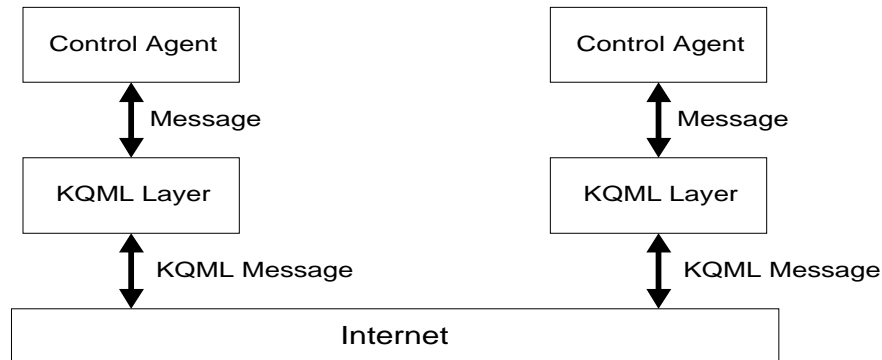 Control Agent
Control Agent
Message
Message
KQML Layer
KQML Layer
KQML Message
KQML Message
Internet